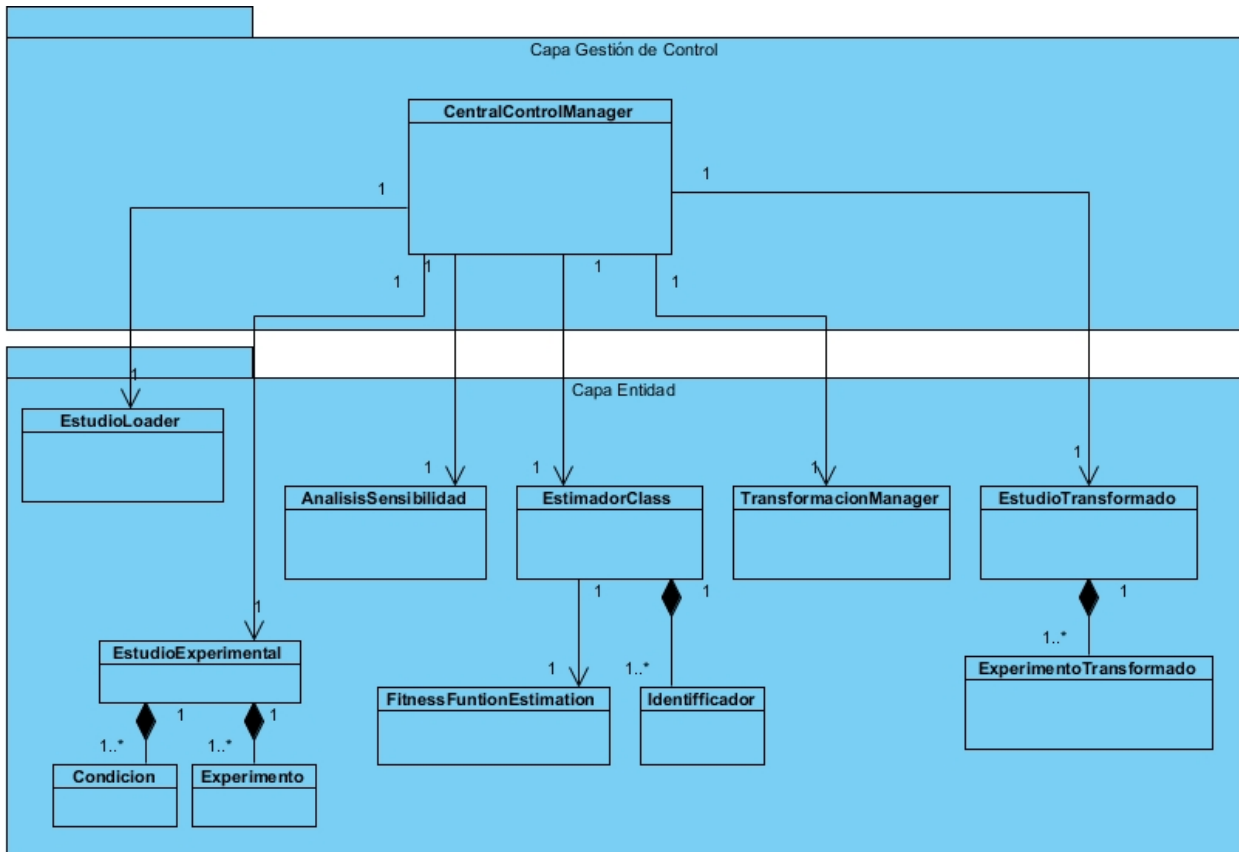 Capa Gestión de Control
CentralControlManager
1
1
1
1
1
1
1
Capa Entidad
EstudioLoader
1
1
1
1
AnalisisSensibilidad
EstimadorClass
TransformacionManager
EstudioTransformado
1
1
1
1
EstudioExperimental
1..*
1
1..*
FitnessFuntionEstimation
Identifficador
ExperimentoTransformado
1
1
1..*
1..*
Condicion
Experimento